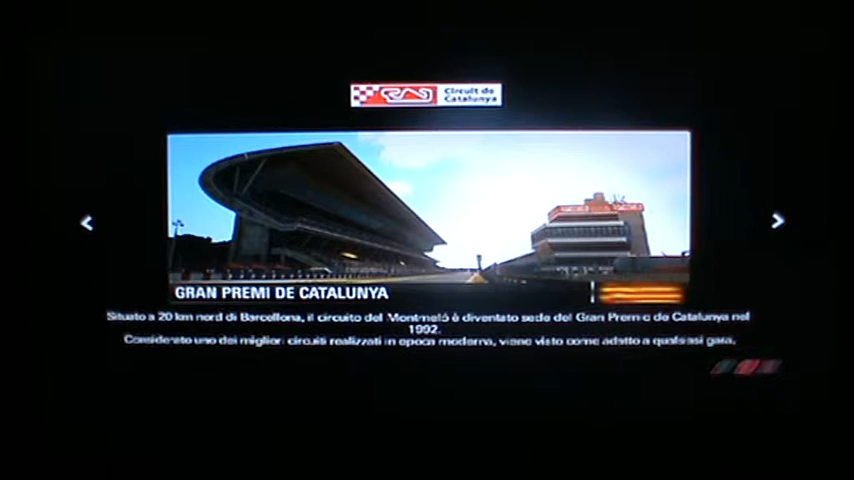 Circuit de
Catalunya
GRAN PREMI DE CATALUNYA
Situato a 20 km nord di Barcellona, il circuito del Montmeló è diventato sede del Gran Premio de Catalunya nel
1992.
Considerato uno dei migliori circuiti realizzati in epoca moderna, viene visto come adatto a qualsiasi gara.